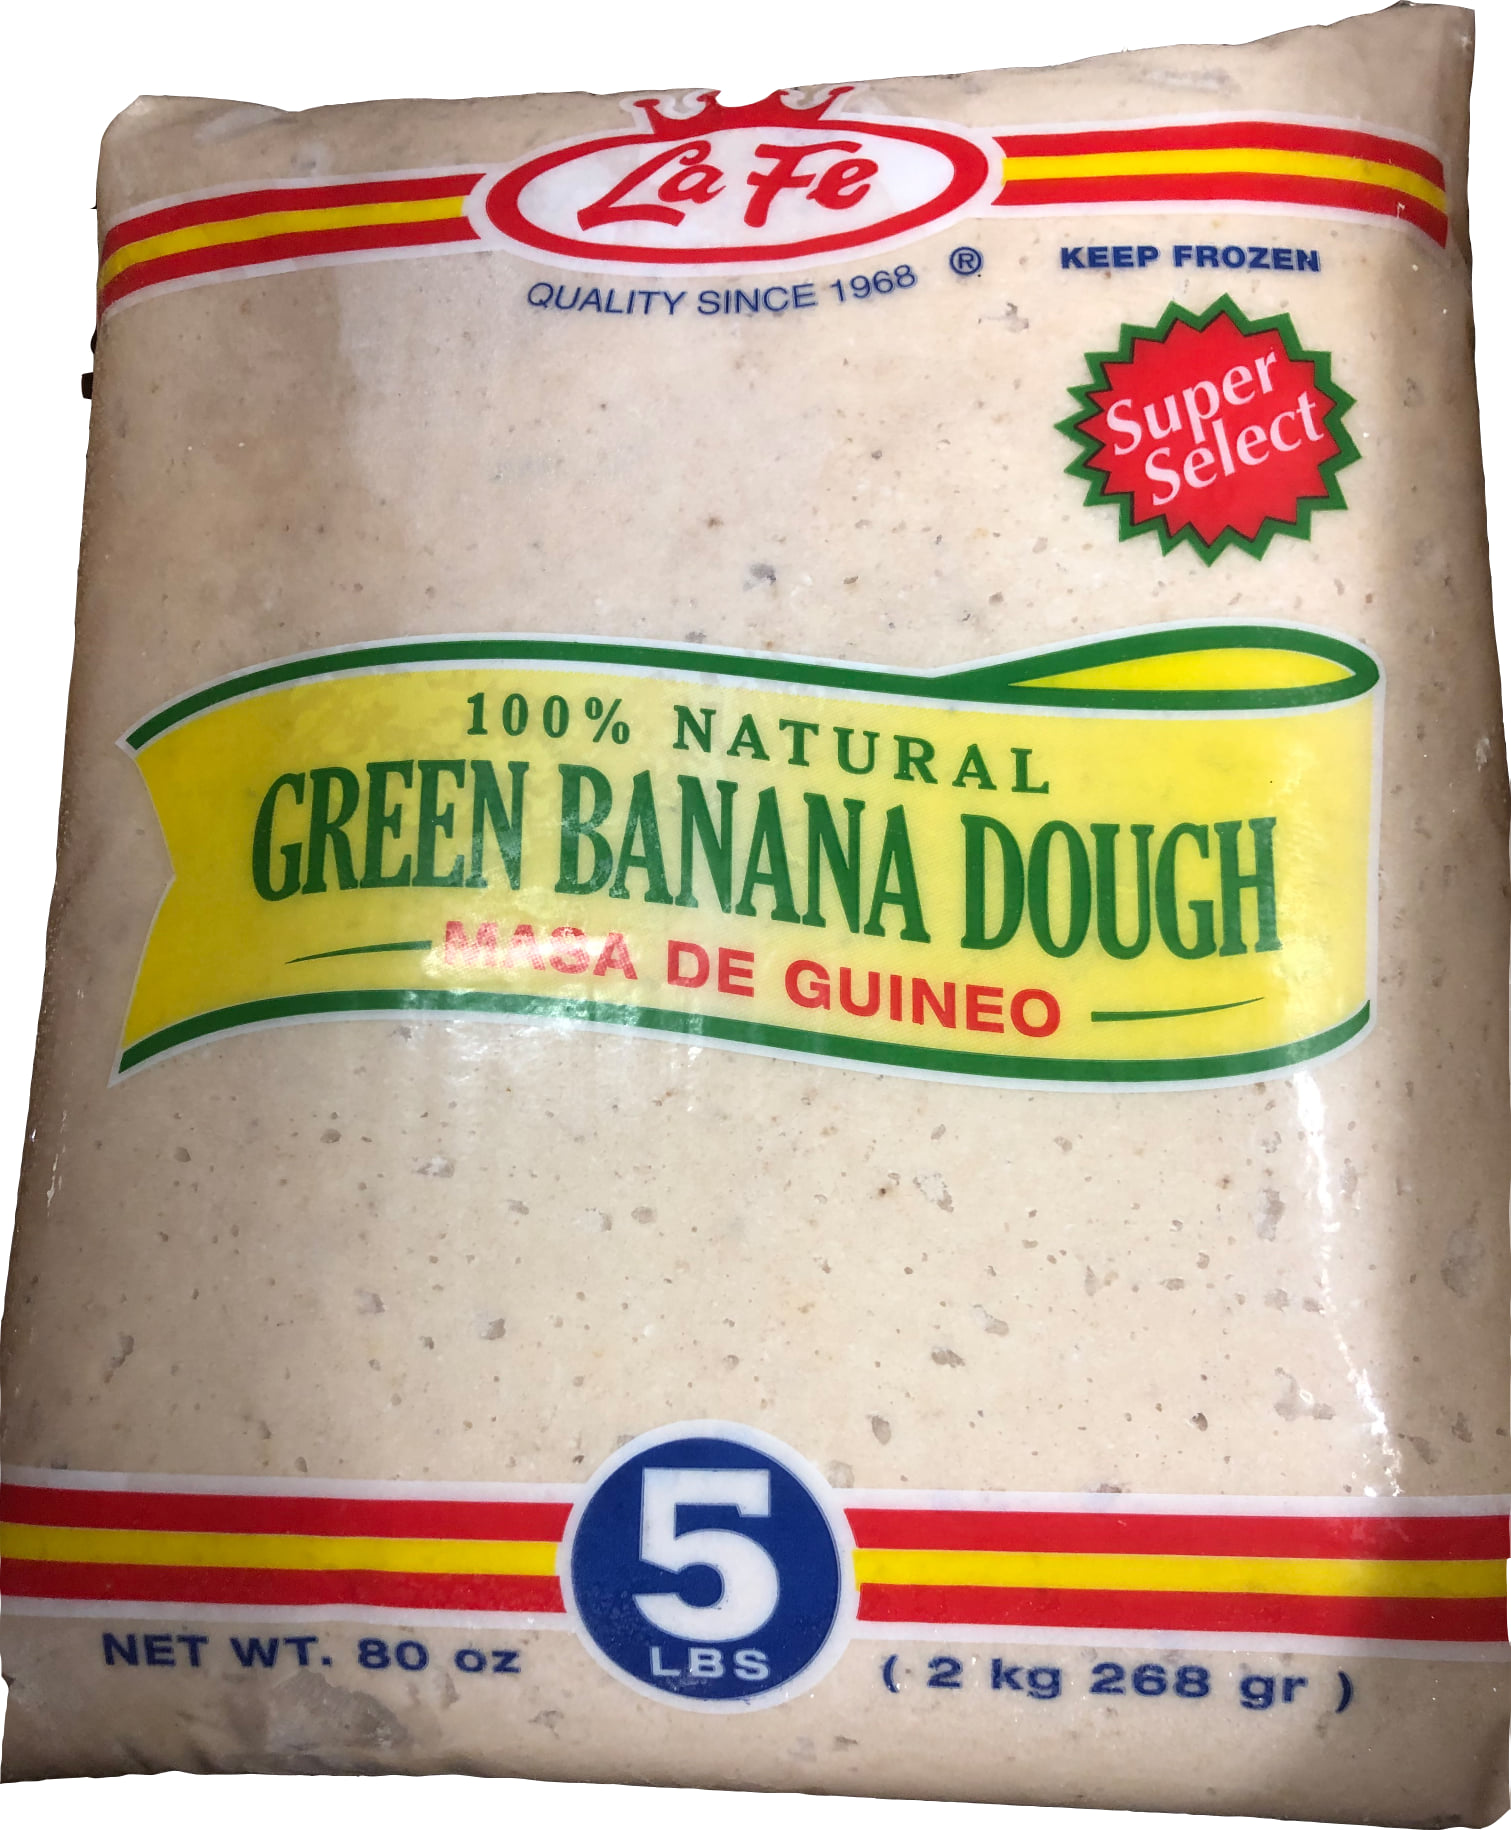 La Fe
QUALITY SINCE 1968 ®
KEEP FROZEN
Super
Select
100% NATURAL
GREEN BANANA DOUGH
MASA DE GUINEO
5
LBS
NET WT. 80 oz
( 2 kg 268 gr )